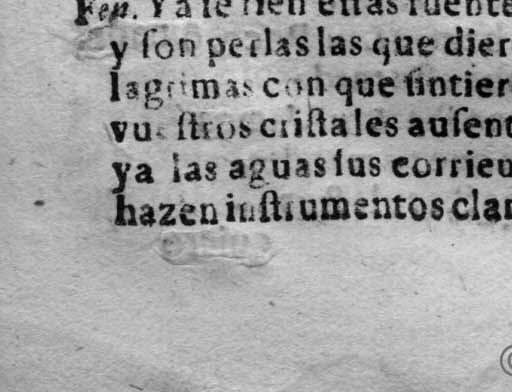 Fen. Ya se rien estas fuente
y ſon perlas las que dier
lagrimas con que ſintier
vueſtros criſtales auſent
ya las aguas ſus corrieu
hazen inſtrumentos clar
©